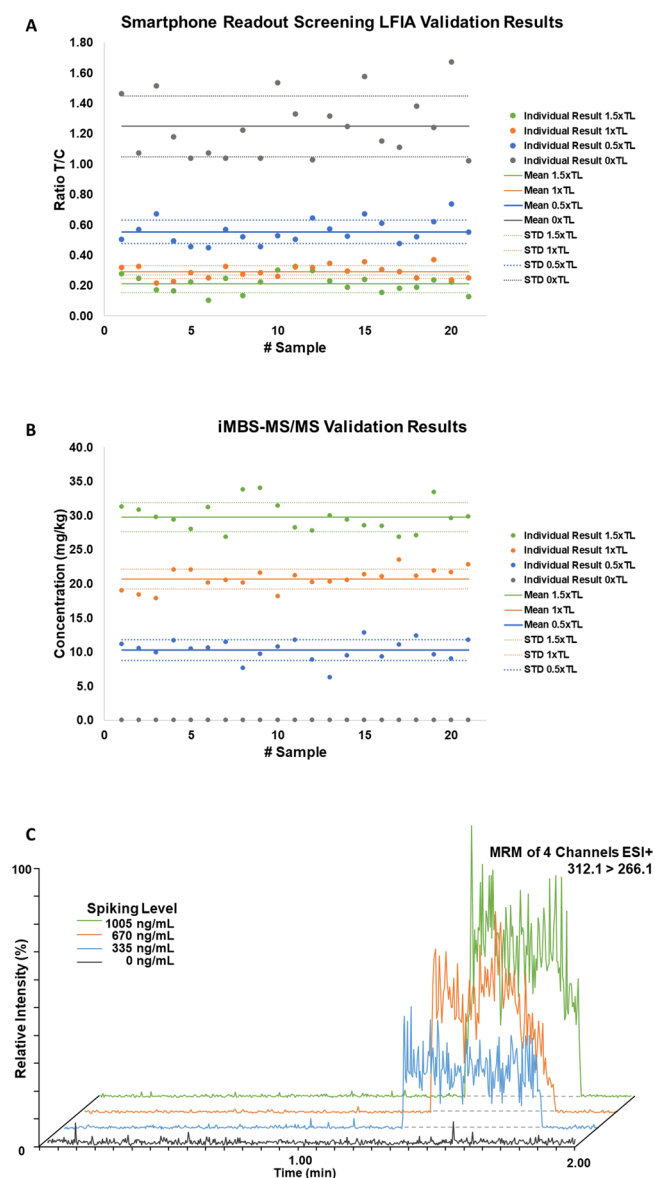 A
Smartphone Readout Screening LFIA Validation Results
1.80
1.60
1.40
1.20
1.00
0.80
0.60
0.40
0.20
0.00
Ratio T/C
0 5 10 15 20
# Sample
Individual Result 1.5xTL
Individual Result 1xTL
Individual Result 0.5xTL
Individual Result 0xTL
Mean 1.5xTL
Mean 1xTL
Mean 0.5xTL
Mean 0xTL
STD 1.5xTL
STD 1xTL
STD 0.5xTL
STD 0xTL
B
iMBS-MS/MS Validation Results
40.0
35.0
30.0
25.0
20.0
15.0
10.0
5.0
0.0
Concentration (mg/kg)
0 5 10 15 20
# Sample
Individual Result 1.5xTL
Individual Result 1xTL
Individual Result 0.5xTL
Individual Result 0xTL
Mean 1.5xTL
Mean 1xTL
Mean 0.5xTL
STD 1.5xTL
STD 1xTL
STD 0.5xTL
C
MRM of 4 Channels ESI+
312.1 > 266.1
100
Relative Intensity (%)
0
Spiking Level
1005 ng/mL
670 ng/mL
335 ng/mL
0 ng/mL
1.00 2.00
Time (min)